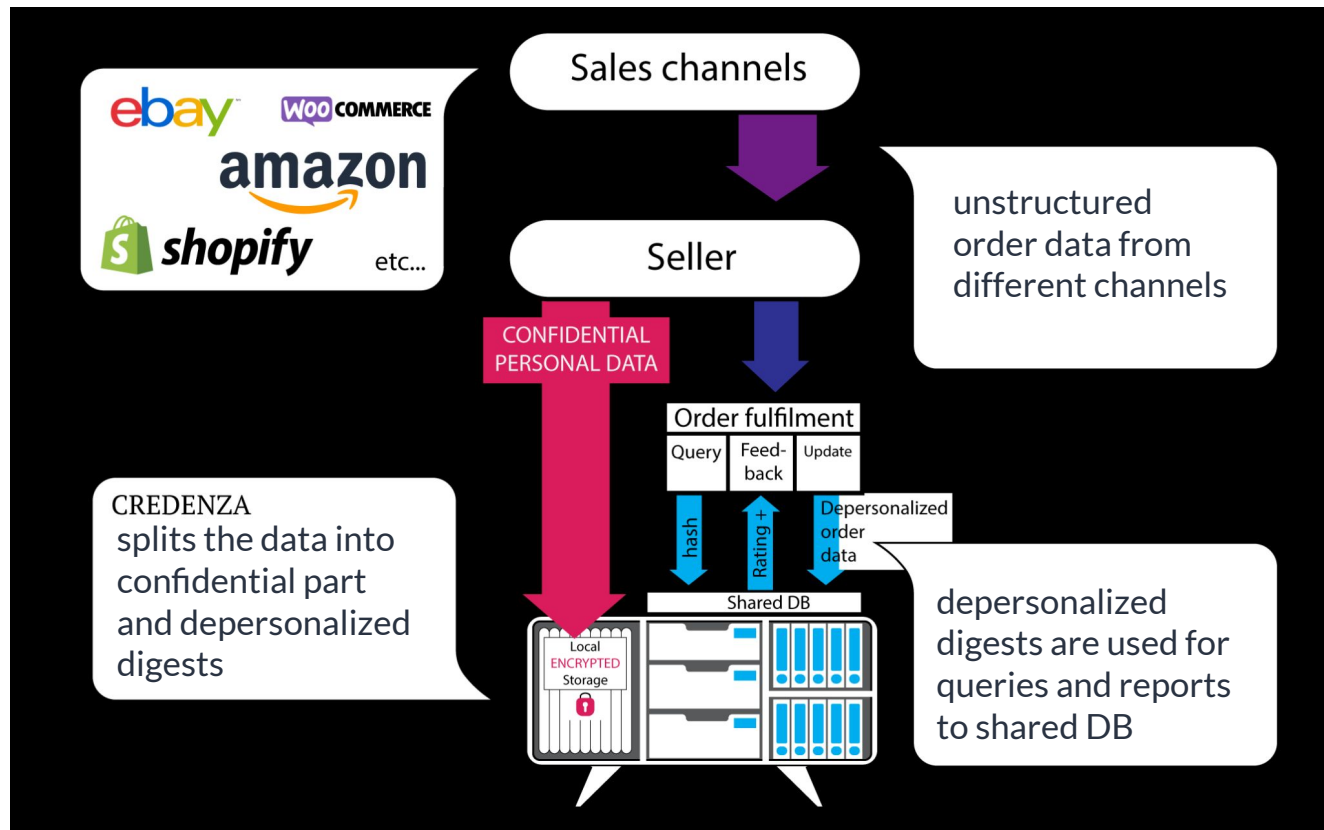 Sales channels
ebay
WOO COMMERCE
amazon
shopify
etc...
unstructured
order data from
different channels
Seller
CONFIDENTIAL
PERSONAL DATA
Order fulfilment
Query
Feed-
back
Update
hash
Rating +
Depersonalized
order
data
CREDENZA
splits the data into
confidential part
and depersonalized
digests
Shared DB
Local
ENCRYPTED
Storage
depersonalized
digests are used for
queries and reports
to shared DB